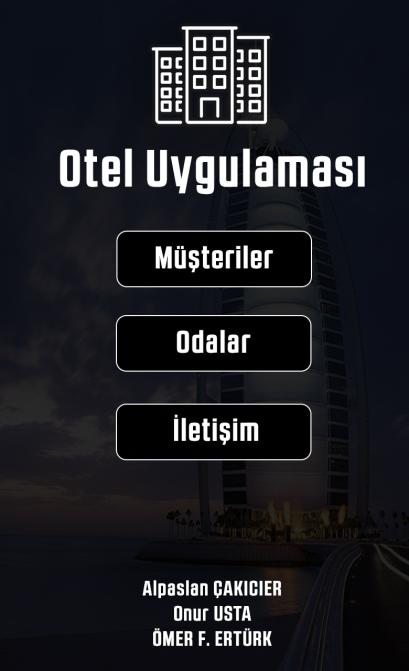 Otel Uygulaması
Müşteriler
Odalar
İletişim
Alpaslan ÇAKICIER
Onur USTA
ÖMER F. ERTÜRK